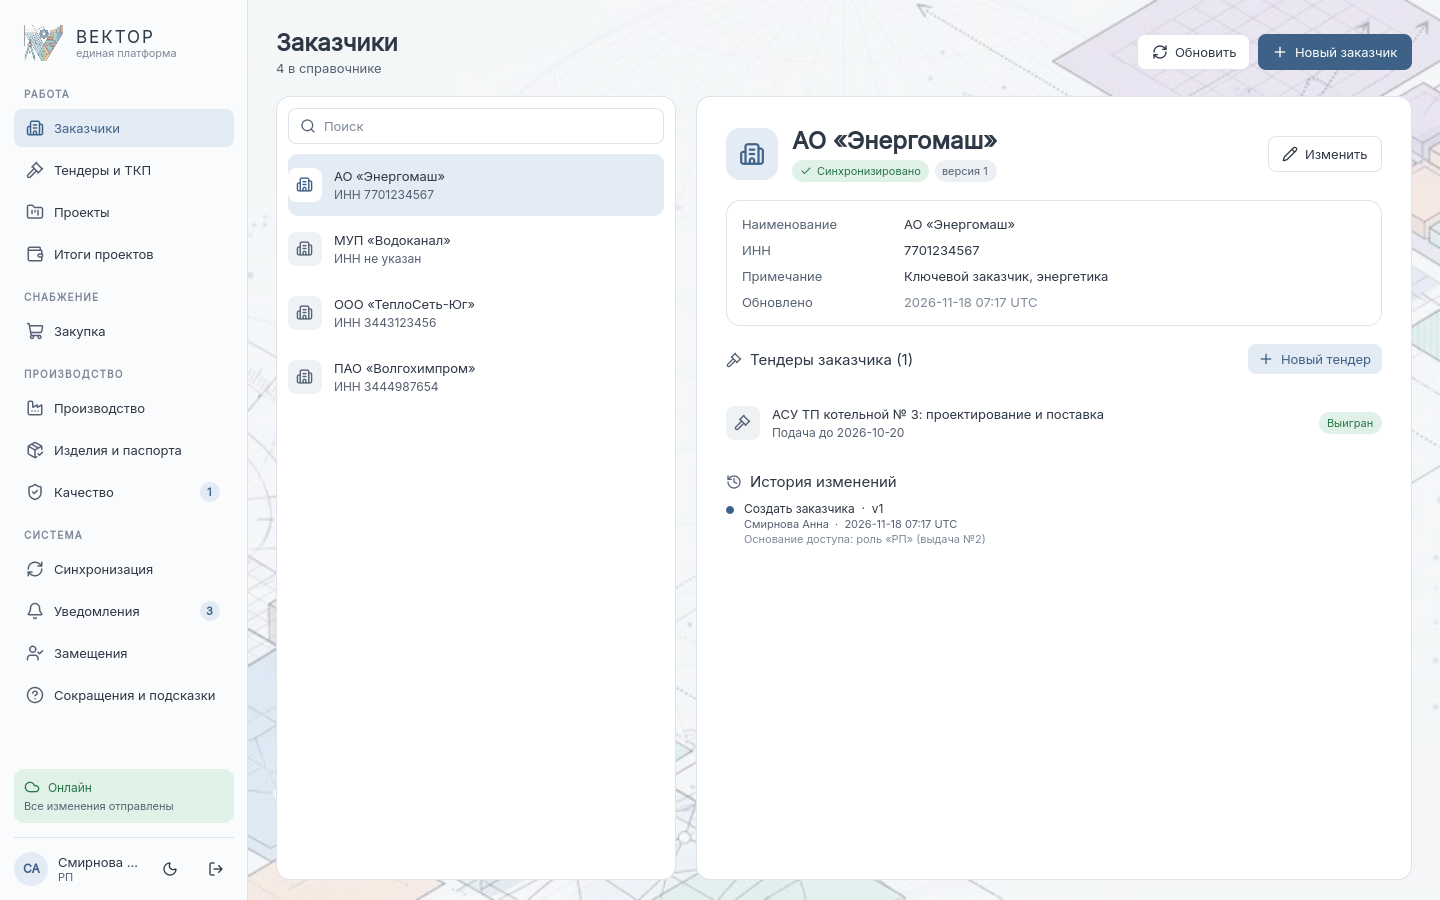 ВЕКТОР
единая платформа
РАБОТА
Заказчики
Тендеры и ТКП
Проекты
Итоги проектов
СНАБЖЕНИЕ
Закупка
ПРОИЗВОДСТВО
Производство
Изделия и паспорта
Качество 1
СИСТЕМА
Синхронизация
Уведомления 3
Замещения
Сокращения и подсказки
Онлайн
Все изменения отправлены
СА
Смирнова ...
РП
Заказчики
4 в справочнике
Обновить
Новый заказчик
Поиск
АО «Энергомаш»
ИНН 7701234567
МУП «Водоканал»
ИНН не указан
ООО «ТеплоСеть-Юг»
ИНН 3443123456
ПАО «Волгохимпром»
ИНН 3444987654
АО «Энергомаш»
Синхронизировано версия 1
Изменить
Наименование АО «Энергомаш»
ИНН 7701234567
Примечание Ключевой заказчик, энергетика
Обновлено 2026-11-18 07:17 UTC
Тендеры заказчика (1)
Новый тендер
АСУ ТП котельной № 3: проектирование и поставка
Подача до 2026-10-20
Выигран
История изменений
Создать заказчика · v1
Смирнова Анна · 2026-11-18 07:17 UTC
Основание доступа: роль «РП» (выдача №2)